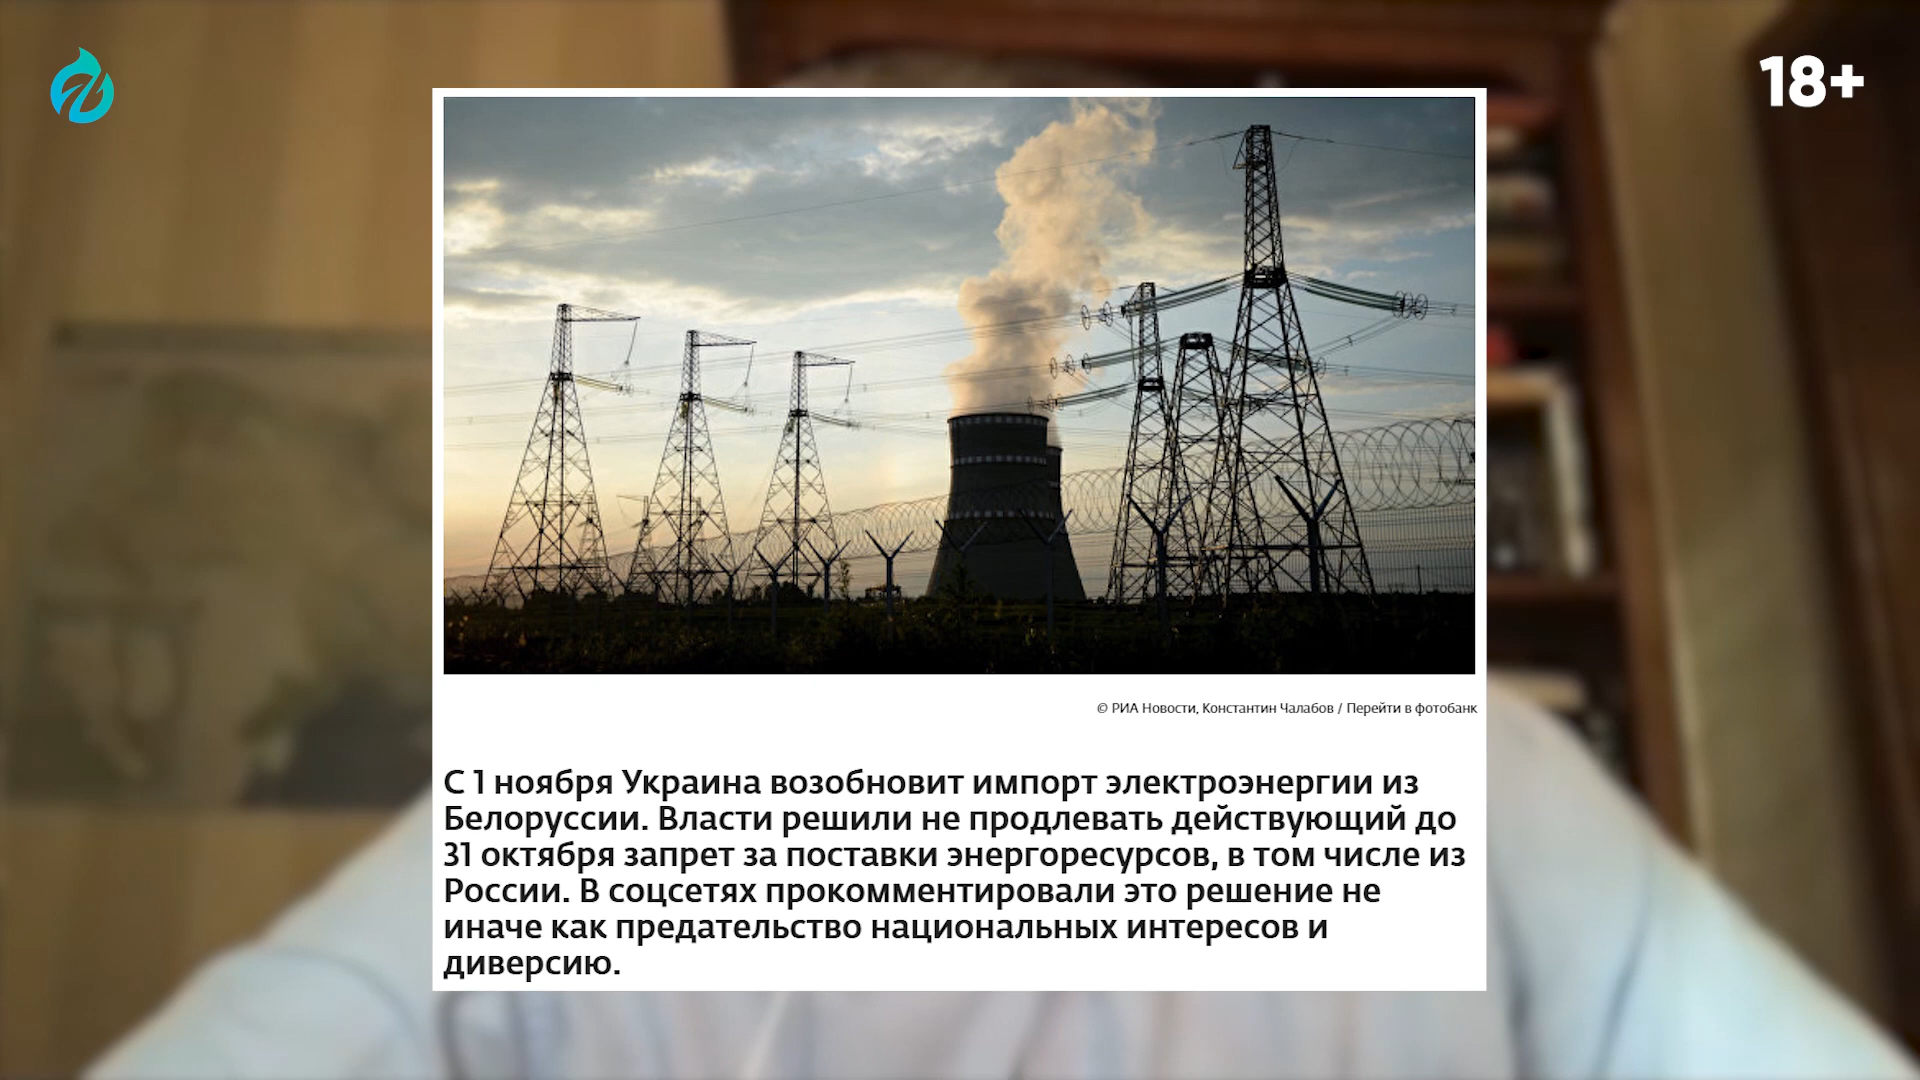 18+
© РИА Новости, Константин Чалабов / Перейти в фотобанк
С 1 ноября Украина возобновит импорт электроэнергии из
Белоруссии. Власти решили не продлевать действующий до
31 октября запрет за поставки энергоресурсов, в том числе из
России. В соцсетях прокомментировали это решение не
иначе как предательство национальных интересов и
диверсию.